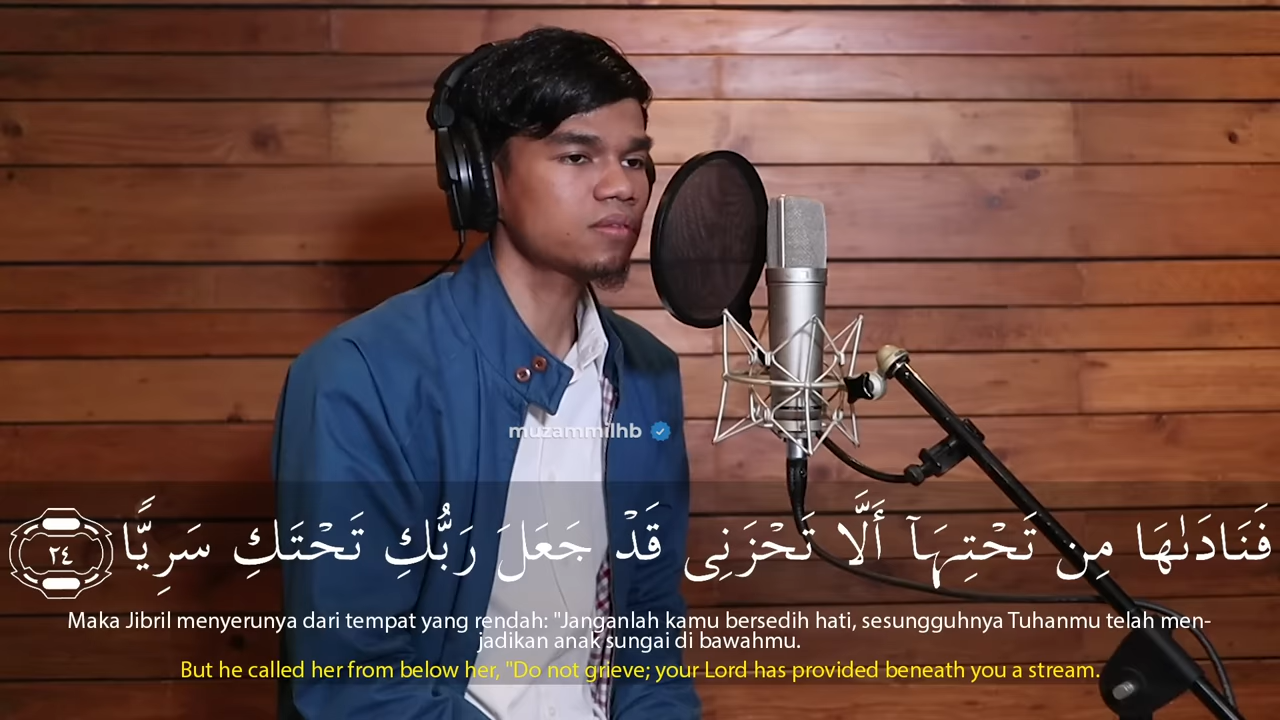 muzammilhb
فَنَادَىٰهَا مِن تَحْتِهَآ أَلَّا تَحْزَنِى قَدْ جَعَلَ رَبُّكِ تَحْتَكِ سَرِيًّا ٢٤
Maka Jibril menyerunya dari tempat yang rendah: "Janganlah kamu bersedih hati, sesungguhnya Tuhanmu telah men-
jadikan anak sungai di bawahmu.
But he called her from below her, "Do not grieve; your Lord has provided beneath you a stream.